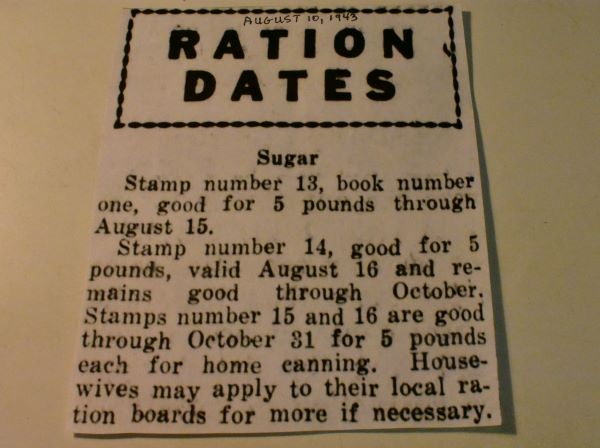 AUGUST 10, 1943
RATION
DATES
Sugar
Stamp number 13, book number
one, good for 5 pounds through
August 15.
Stamp number 14, good for 5
pounds, valid August 16 and re-
mains good through October.
Stamps number 15 and 16 are good
through October 31 for 5 pounds
each for home canning. House-
wives may apply to their local ra-
tion boards for more if necessary.